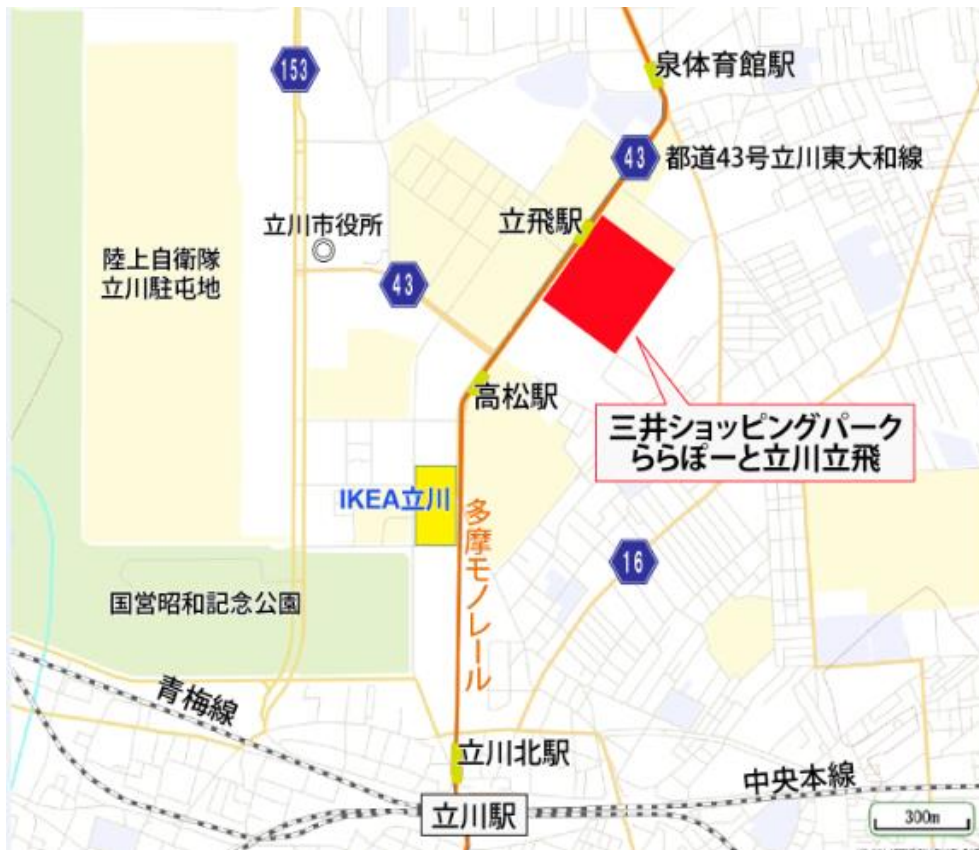 泉体育館駅
153
43
都道43号立川東大和線
立飛駅
立川市役所
陸上自衛隊
立川駐屯地
43
高松駅
三井ショッピングパーク
ららぽーと立川立飛
IKEA立川
多摩モノレール
16
国営昭和記念公園
青梅線
立川北駅
中央本線
立川駅
300m